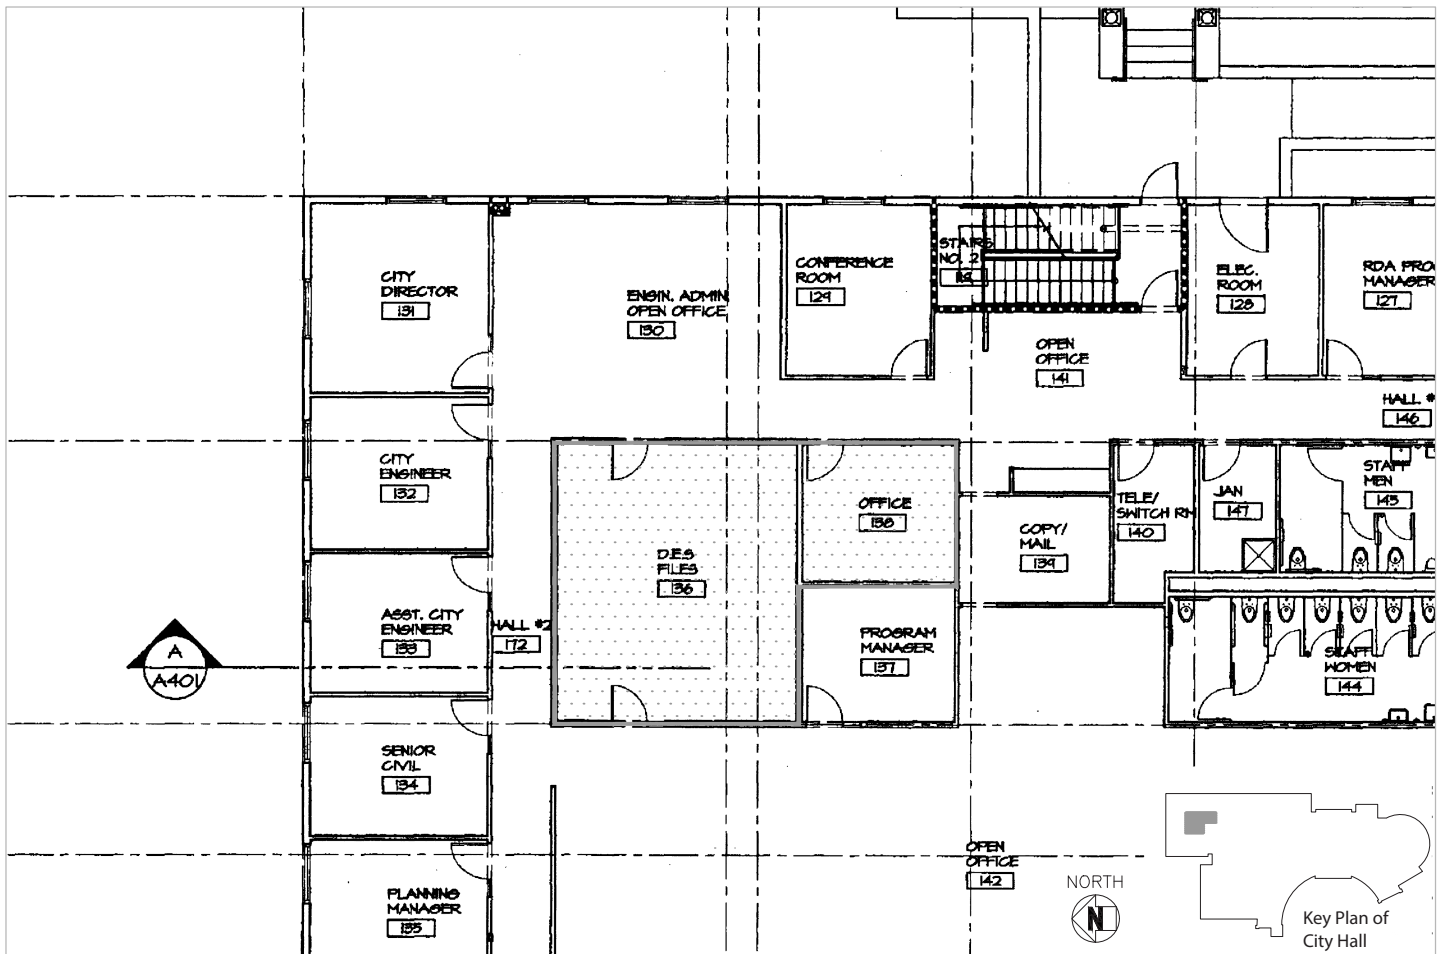 CITY
DIRECTOR
131
ENGIN. ADMIN
OPEN OFFICE
130
CONFERENCE
ROOM
129
STAIRS
NO. 2
ELEC.
ROOM
128
RDA PRO
MANAGER
127
OPEN
OFFICE
141
HALL #
146
CITY
ENGINEER
132
OFFICE
138
D.E.S
FILES
136
COPY/
MAIL
139
TELE/
SWITCH RM
140
JAN
147
STAFF
MEN
145
ASST. CITY
ENGINEER
133
HALL #2
172
PROGRAM
MANAGER
137
STAFF
WOMEN
144
A
A401
SENIOR
CIVIL
134
OPEN
OFFICE
142
PLANNING
MANAGER
135
NORTH
N
Key Plan of
City Hall